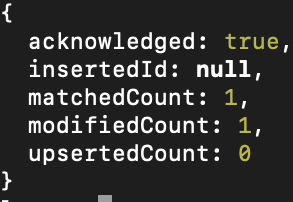 {
acknowledged: true,
insertedId: null,
matchedCount: 1,
modifiedCount: 1,
upsertedCount: 0
}